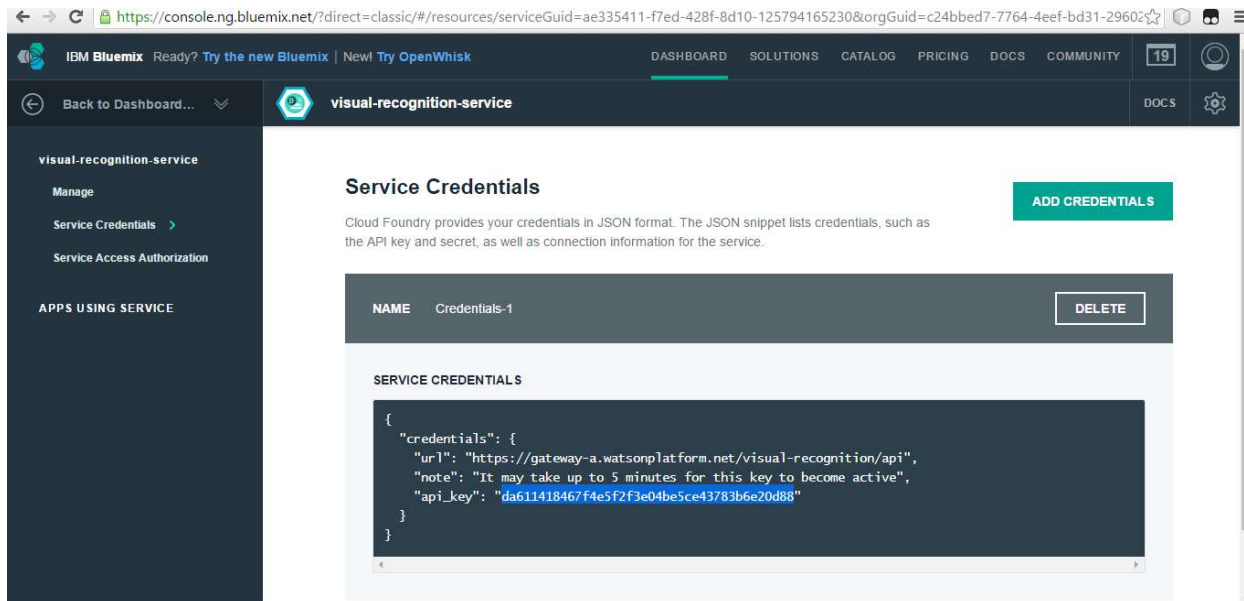 https://console.ng.bluemix.net/?direct=classic/#/resources/serviceGuid=ae335411-f7ed-428f-8d10-125794165230&orgGuid=c24bbed7-7764-4eef-bd31-29602
IBM Bluemix Ready? Try the new Bluemix | New! Try OpenWhisk DASHBOARD SOLUTIONS CATALOG PRICING DOCS COMMUNITY 19
Back to Dashboard... visual-recognition-service DOCS
visual-recognition-service
Manage
Service Credentials
Service Access Authorization
APPS USING SERVICE
Service Credentials
ADD CREDENTIALS
Cloud Foundry provides your credentials in JSON format. The JSON snippet lists credentials, such as
the API key and secret, as well as connection information for the service.
NAME Credentials-1 DELETE
SERVICE CREDENTIALS
{
"credentials": {
"url": "https://gateway-a.watsonplatform.net/visual-recognition/api",
"note": "It may take up to 5 minutes for this key to become active",
"api_key": "da611418467f4e5f2f3e04be5ce43783b6e20d88"
}
}